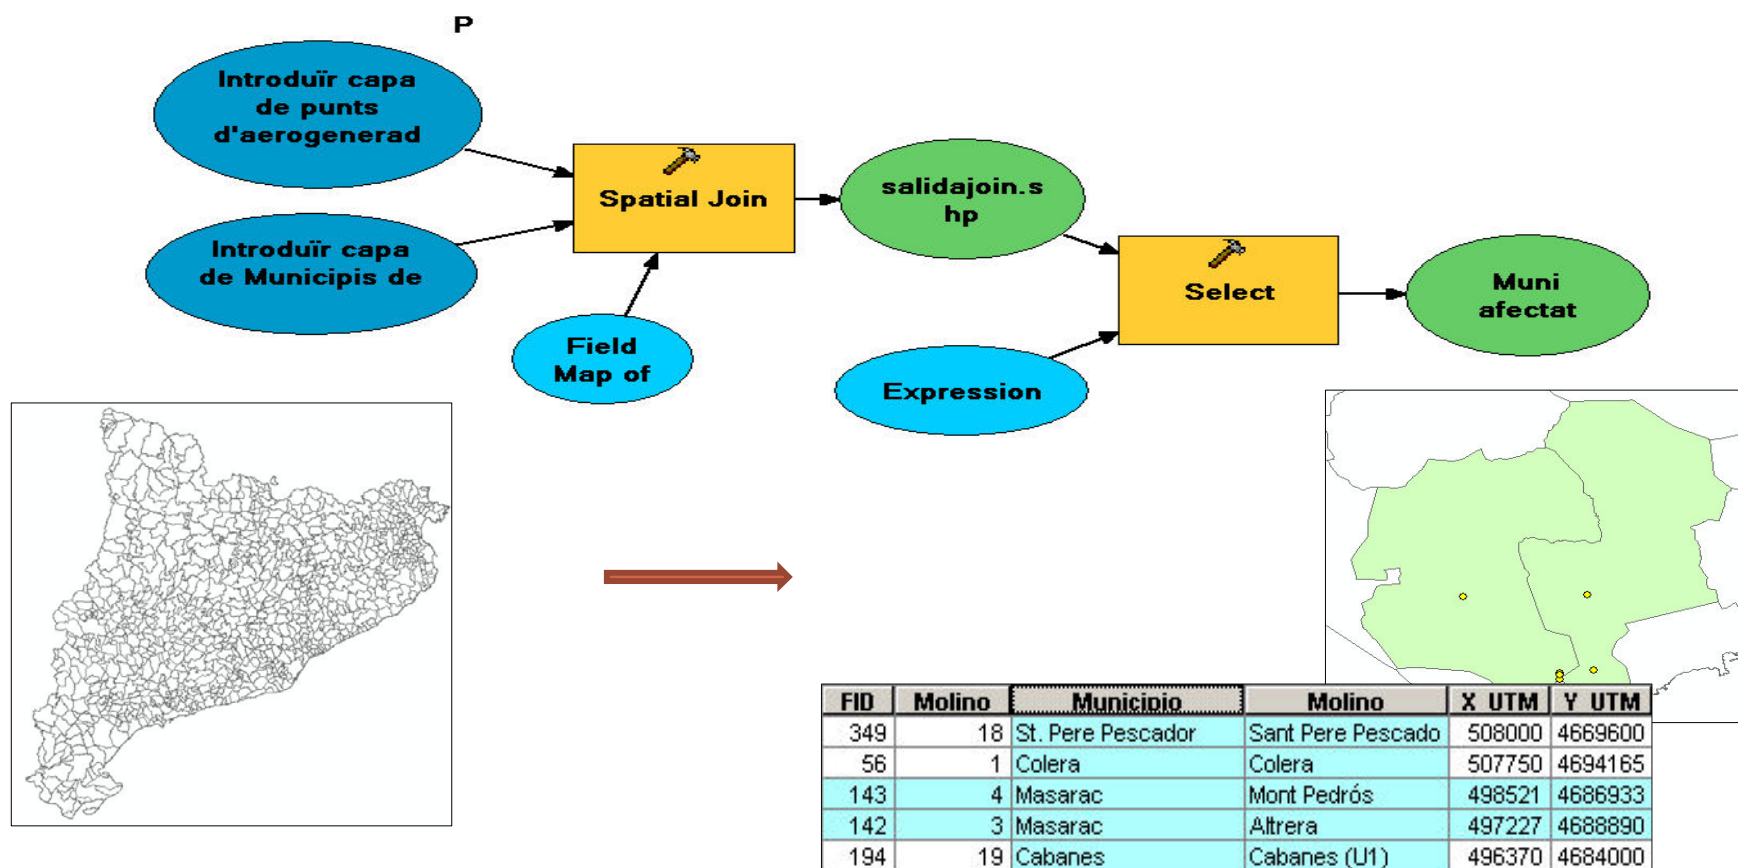 P
Introduïr capa
de punts
d'aerogenerad
Spatial Join
salidajoin.s
hp
Introduïr capa
de Municipis de
Select
Muni
afectat
Field
Map of
Expression
FID Molino Municipio Molino X_UTM Y_UTM
349 18 St. Pere Pescador Sant Pere Pescado 508000 4669600
56 1 Colera Colera 507750 4694165
143 4 Masarac Mont Pedrós 498521 4686933
142 3 Masarac Altrera 497227 4688890
194 19 Cabanes Cabanes (U1) 496370 4684000